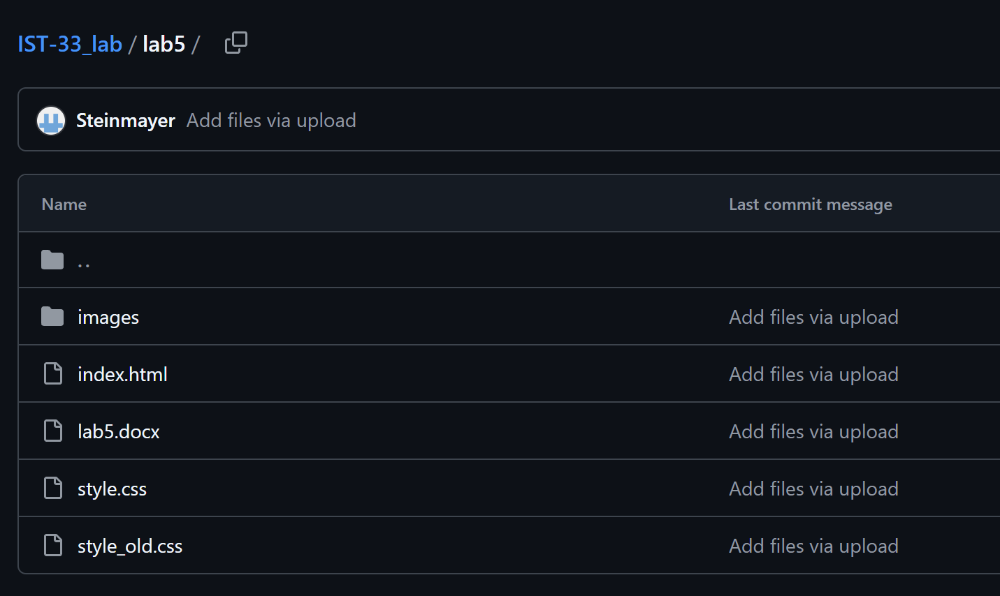 IST-33_lab / lab5 /
Steinmayer Add files via upload
Name Last commit message
..
images Add files via upload
index.html Add files via upload
lab5.docx Add files via upload
style.css Add files via upload
style_old.css Add files via upload